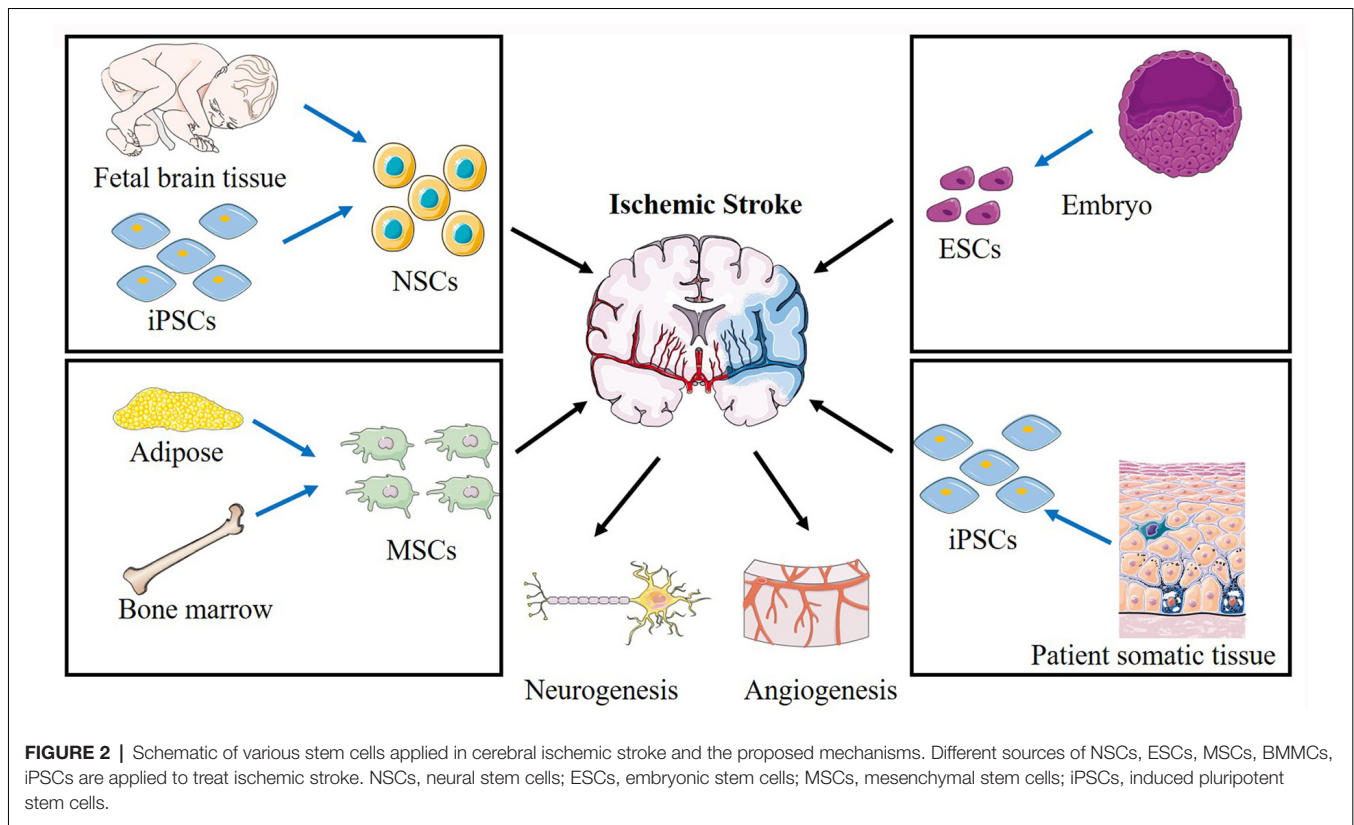 Fetal brain tissue
iPSCs
NSCs
Adipose
Bone marrow
MSCs
Ischemic Stroke
Neurogenesis
Angiogenesis
ESCs
Embryo
iPSCs
Patient somatic tissue
FIGURE 2 | Schematic of various stem cells applied in cerebral ischemic stroke and the proposed mechanisms. Different sources of NSCs, ESCs, MSCs, BMMCs,
iPSCs are applied to treat ischemic stroke. NSCs, neural stem cells; ESCs, embryonic stem cells; MSCs, mesenchymal stem cells; iPSCs, induced pluripotent
stem cells.